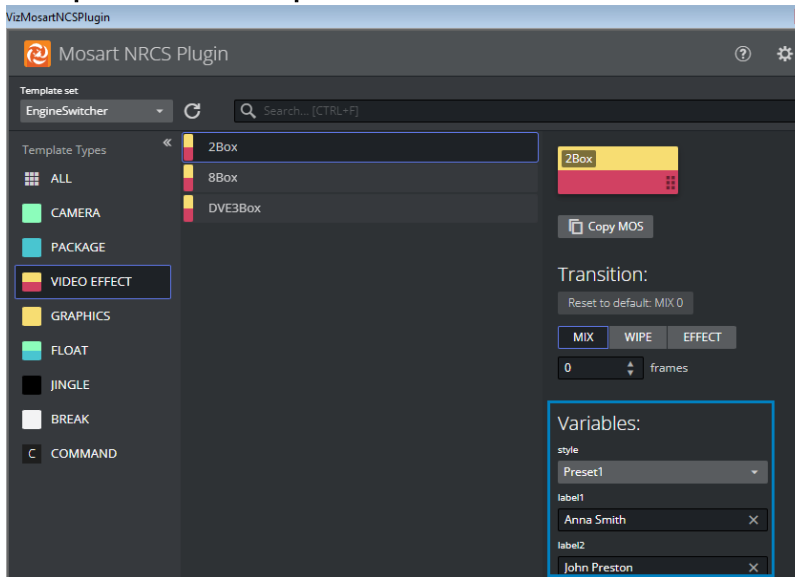 VizMosartNCSPlugin
Mosart NRCS Plugin
?
Template set
EngineSwitcher
Search... [CTRL+F]
Template Types
ALL
CAMERA
PACKAGE
VIDEO EFFECT
GRAPHICS
FLOAT
JINGLE
BREAK
C COMMAND
2Box
8Box
DVE3Box
2Box
Copy MOS
Transition:
Reset to default: MIX 0
MIX WIPE EFFECT
0 frames
Variables:
style
Preset1
label1
Anna Smith
label2
John Preston